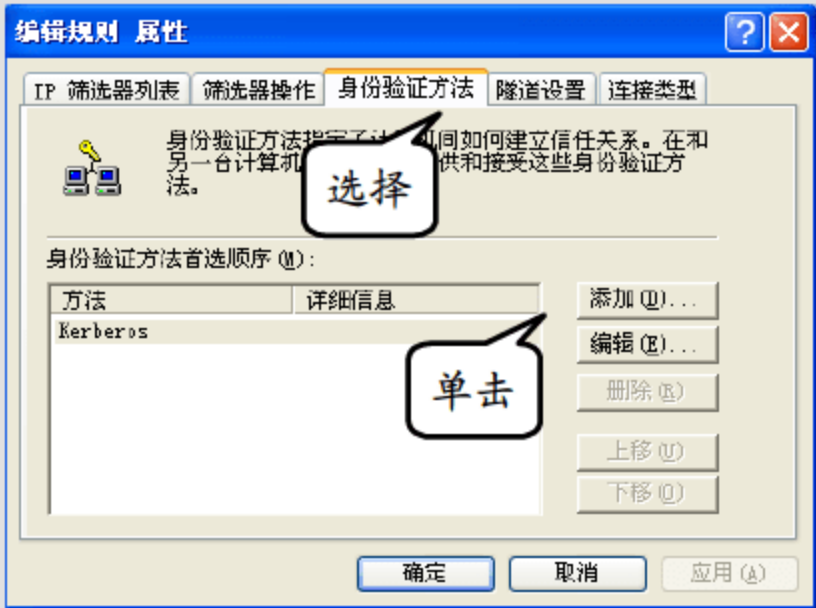 编辑规则 属性
IP 筛选器列表 筛选器操作 身份验证方法 隧道设置 连接类型
身份验证方法指定了计 机间如何建立信任关系。在和
另一台计算机 供和接受这些身份验证方
法。
选择
身份验证方法首选顺序(M):
方法 详细信息 添加(D)...
Kerberos 编辑(E)...
单击
删除(R)
上移(U)
下移(O)
确定 取消 应用(A)